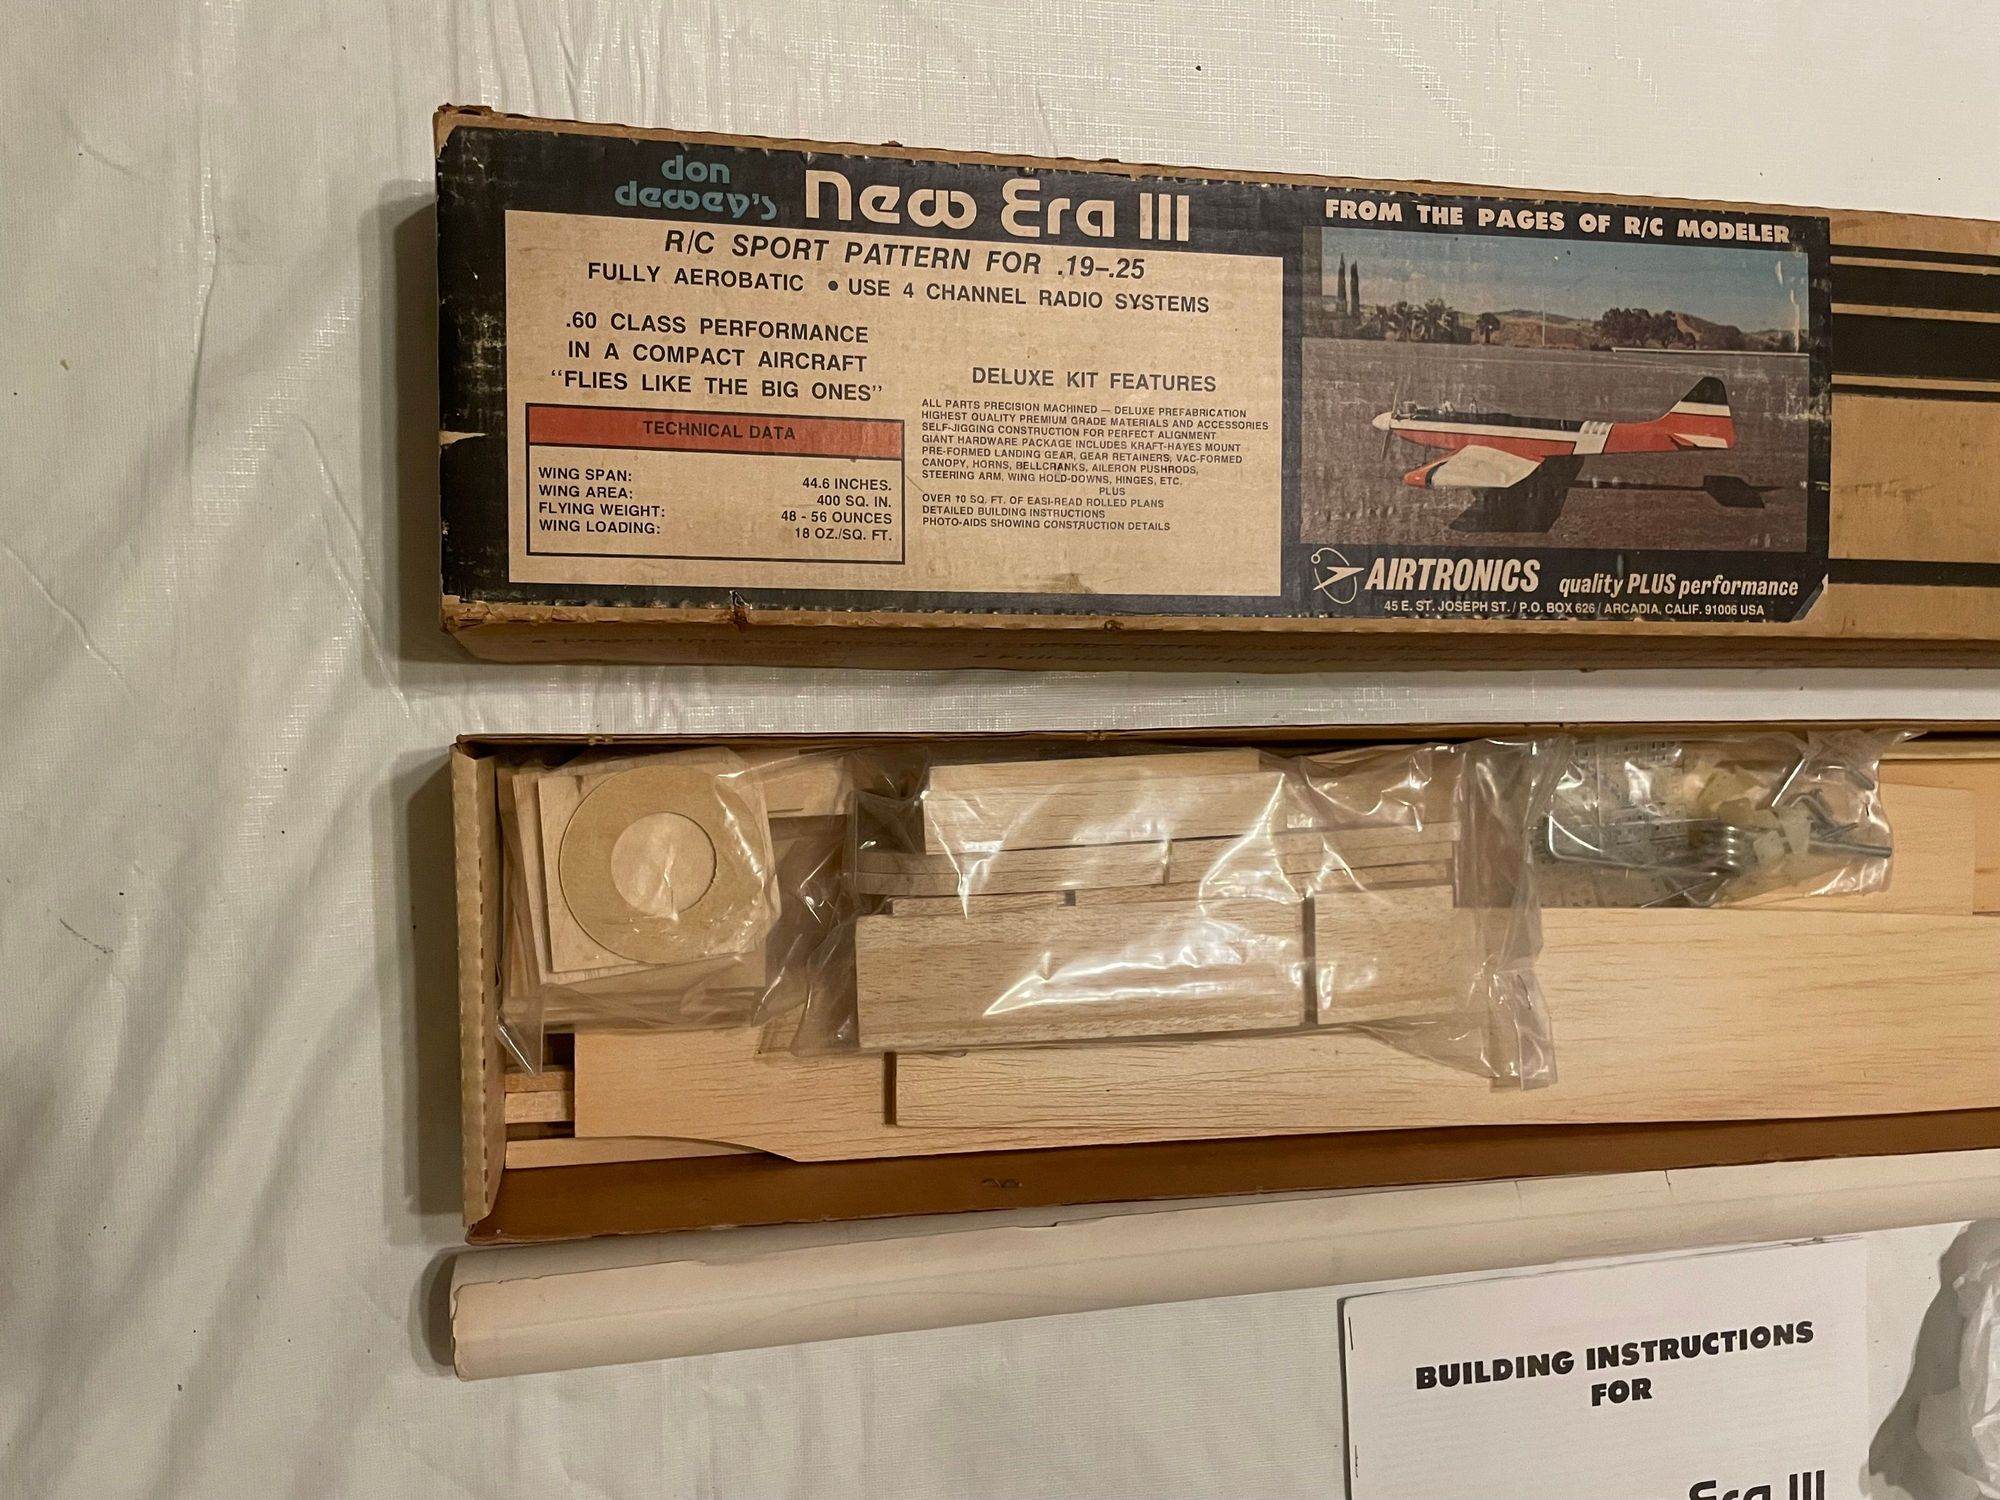 don
dewey's
New Era III
R/C SPORT PATTERN FOR .19–.25
FULLY AEROBATIC • USE 4 CHANNEL RADIO SYSTEMS
.60 CLASS PERFORMANCE
IN A COMPACT AIRCRAFT
“FLIES LIKE THE BIG ONES”
TECHNICAL DATA
WING SPAN: 44.6 INCHES.
WING AREA: 400 SQ. IN.
FLYING WEIGHT: 48 - 56 OUNCES
WING LOADING: 18 OZ./SQ. FT.
DELUXE KIT FEATURES
ALL PARTS PRECISION MACHINED — DELUXE PREFABRICATION
HIGHEST QUALITY PREMIUM GRADE MATERIALS AND ACCESSORIES
SELF-JIGGING CONSTRUCTION FOR PERFECT ALIGNMENT
GIANT HARDWARE PACKAGE INCLUDES KRAFT-HAYES MOUNT
PRE-FORMED LANDING GEAR, GEAR RETAINERS, VAC-FORMED
CANOPY, HORNS, BELLCRANKS, AILERON PUSHRODS,
STEERING ARM, WING HOLD-DOWNS, HINGES, ETC.
PLUS
OVER 10 SQ. FT. OF EASI-READ ROLLED PLANS
DETAILED BUILDING INSTRUCTIONS
PHOTO-AIDS SHOWING CONSTRUCTION DETAILS
FROM THE PAGES OF R/C MODELER
AIRTRONICS quality PLUS performance
45 E. ST. JOSEPH ST. / P.O. BOX 626 / ARCADIA, CALIF. 91006 USA
BUILDING INSTRUCTIONS
FOR
Era III